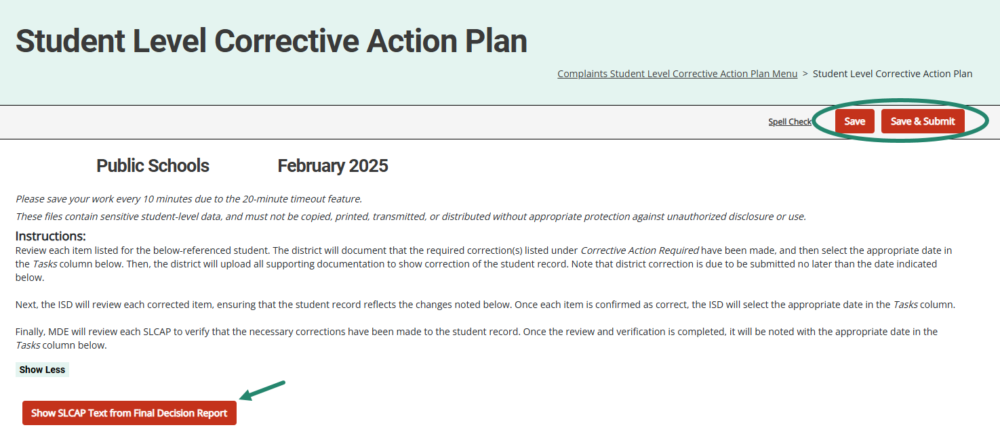 Student Level Corrective Action Plan
Complaints Student Level Corrective Action Plan Menu > Student Level Corrective Action Plan
Spell Check Save Save & Submit
Public Schools February 2025
Please save your work every 10 minutes due to the 20-minute timeout feature.
These files contain sensitive student-level data, and must not be copied, printed, transmitted, or distributed without appropriate protection against unauthorized disclosure or use.
Instructions:
Review each item listed for the below-referenced student. The district will document that the required correction(s) listed under Corrective Action Required have been made, and then select the appropriate date in
the Tasks column below. Then, the district will upload all supporting documentation to show correction of the student record. Note that district correction is due to be submitted no later than the date indicated
below.
Next, the ISD will review each corrected item, ensuring that the student record reflects the changes noted below. Once each item is confirmed as correct, the ISD will select the appropriate date in the Tasks column.
Finally, MDE will review each SLCAP to verify that the necessary corrections have been made to the student record. Once the review and verification is completed, it will be noted with the appropriate date in the
Tasks column below.
Show Less
Show SLCAP Text from Final Decision Report